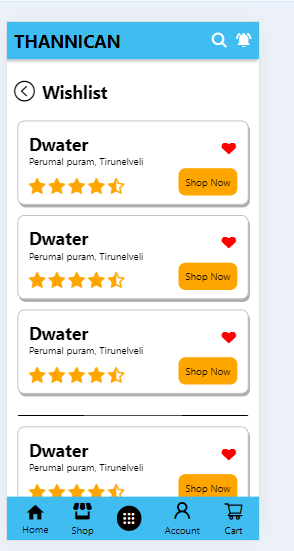 THANNICAN
Wishlist
Dwater
Perumal puram, Tirunelveli
Shop Now
Dwater
Perumal puram, Tirunelveli
Shop Now
Dwater
Perumal puram, Tirunelveli
Shop Now
Dwater
Perumal puram, Tirunelveli
Shop Now
Home Shop Account Cart